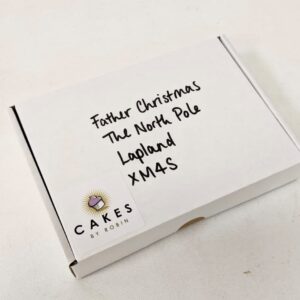 Father Christmas
The North Pole
Lapland
XM4S
CAKES
BY ROBIN